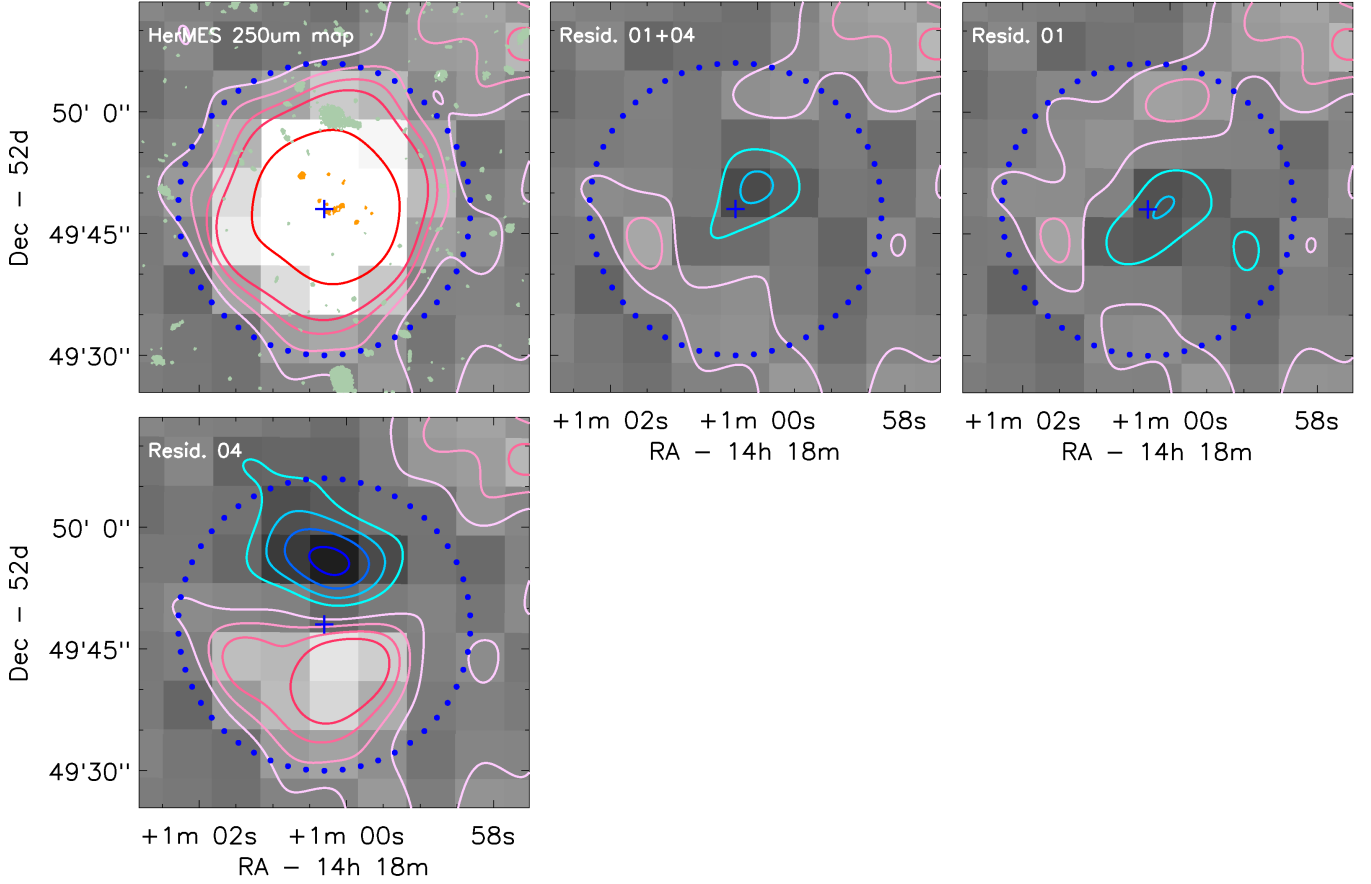 HerMES 250um map
Resid. 01+04
Resid. 01
50' 0''
49'45''
49'30''
Dec − 52d
+1m 02s +1m 00s 58s
RA − 14h 18m
+1m 02s +1m 00s 58s
RA − 14h 18m
Resid. 04
50' 0''
49'45''
49'30''
Dec − 52d
+1m 02s +1m 00s 58s
RA − 14h 18m